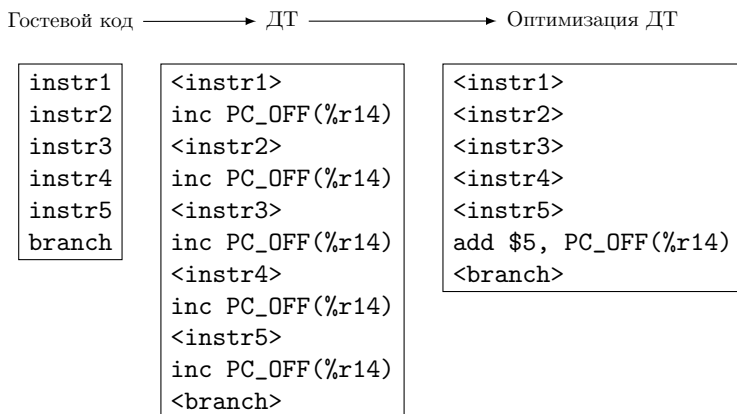 Гостевой код ДТ Оптимизация ДТ
instr1
instr2
instr3
instr4
instr5
branch
<instr1>
inc PC_OFF(%r14)
<instr2>
inc PC_OFF(%r14)
<instr3>
inc PC_OFF(%r14)
<instr4>
inc PC_OFF(%r14)
<instr5>
inc PC_OFF(%r14)
<branch>
<instr1>
<instr2>
<instr3>
<instr4>
<instr5>
add $5, PC_OFF(%r14)
<branch>